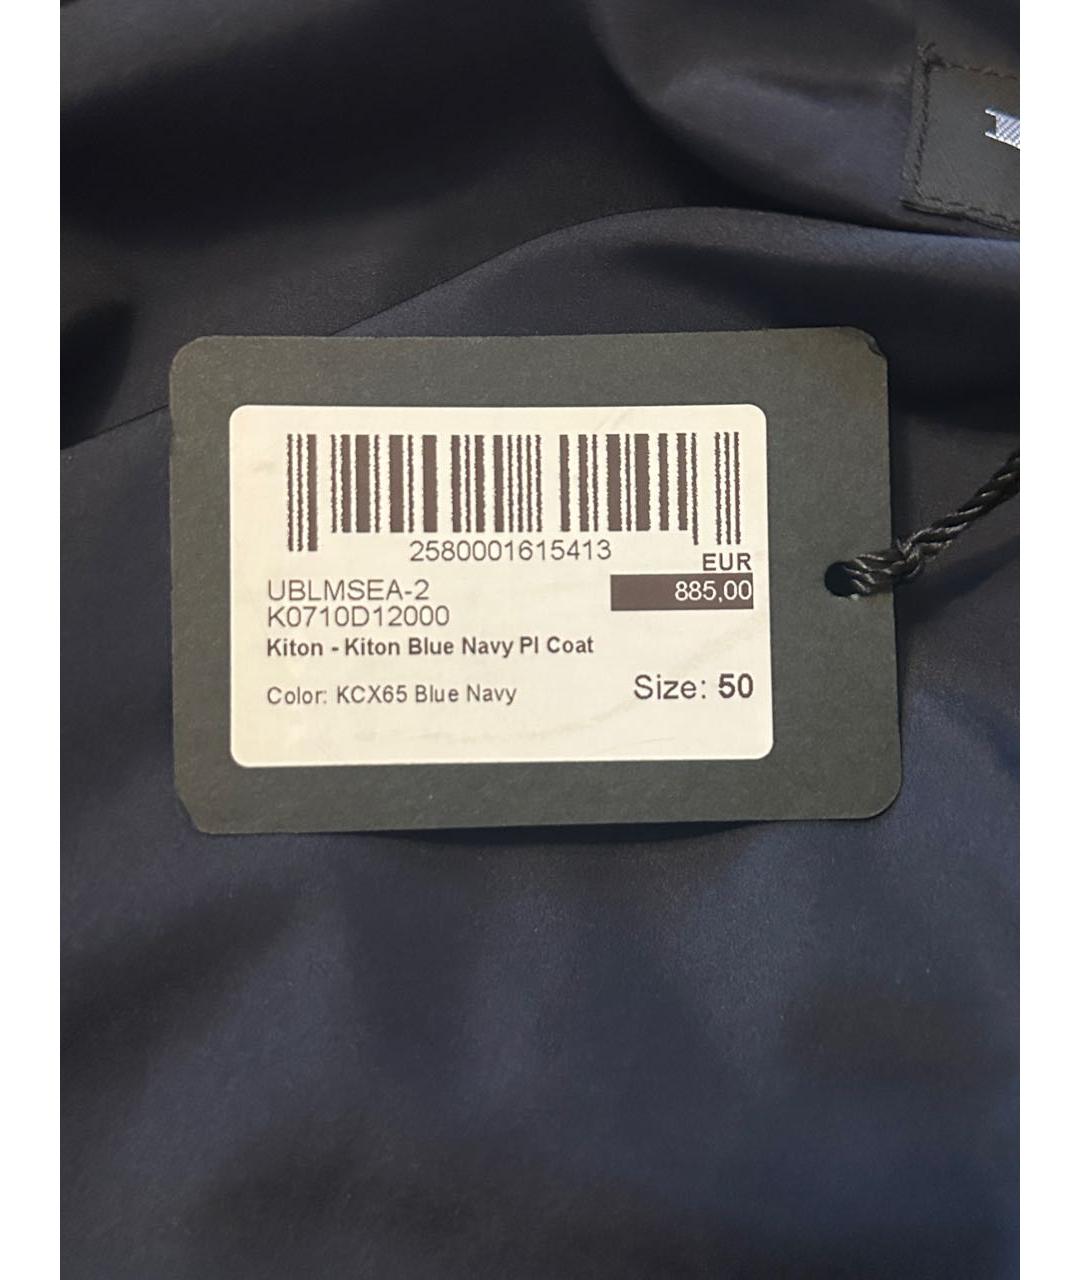 2580001615413
EUR
885,00
UBLMSEA-2
K0710D12000
Kiton - Kiton Blue Navy Pl Coat
Color: KCX65 Blue Navy
Size: 50